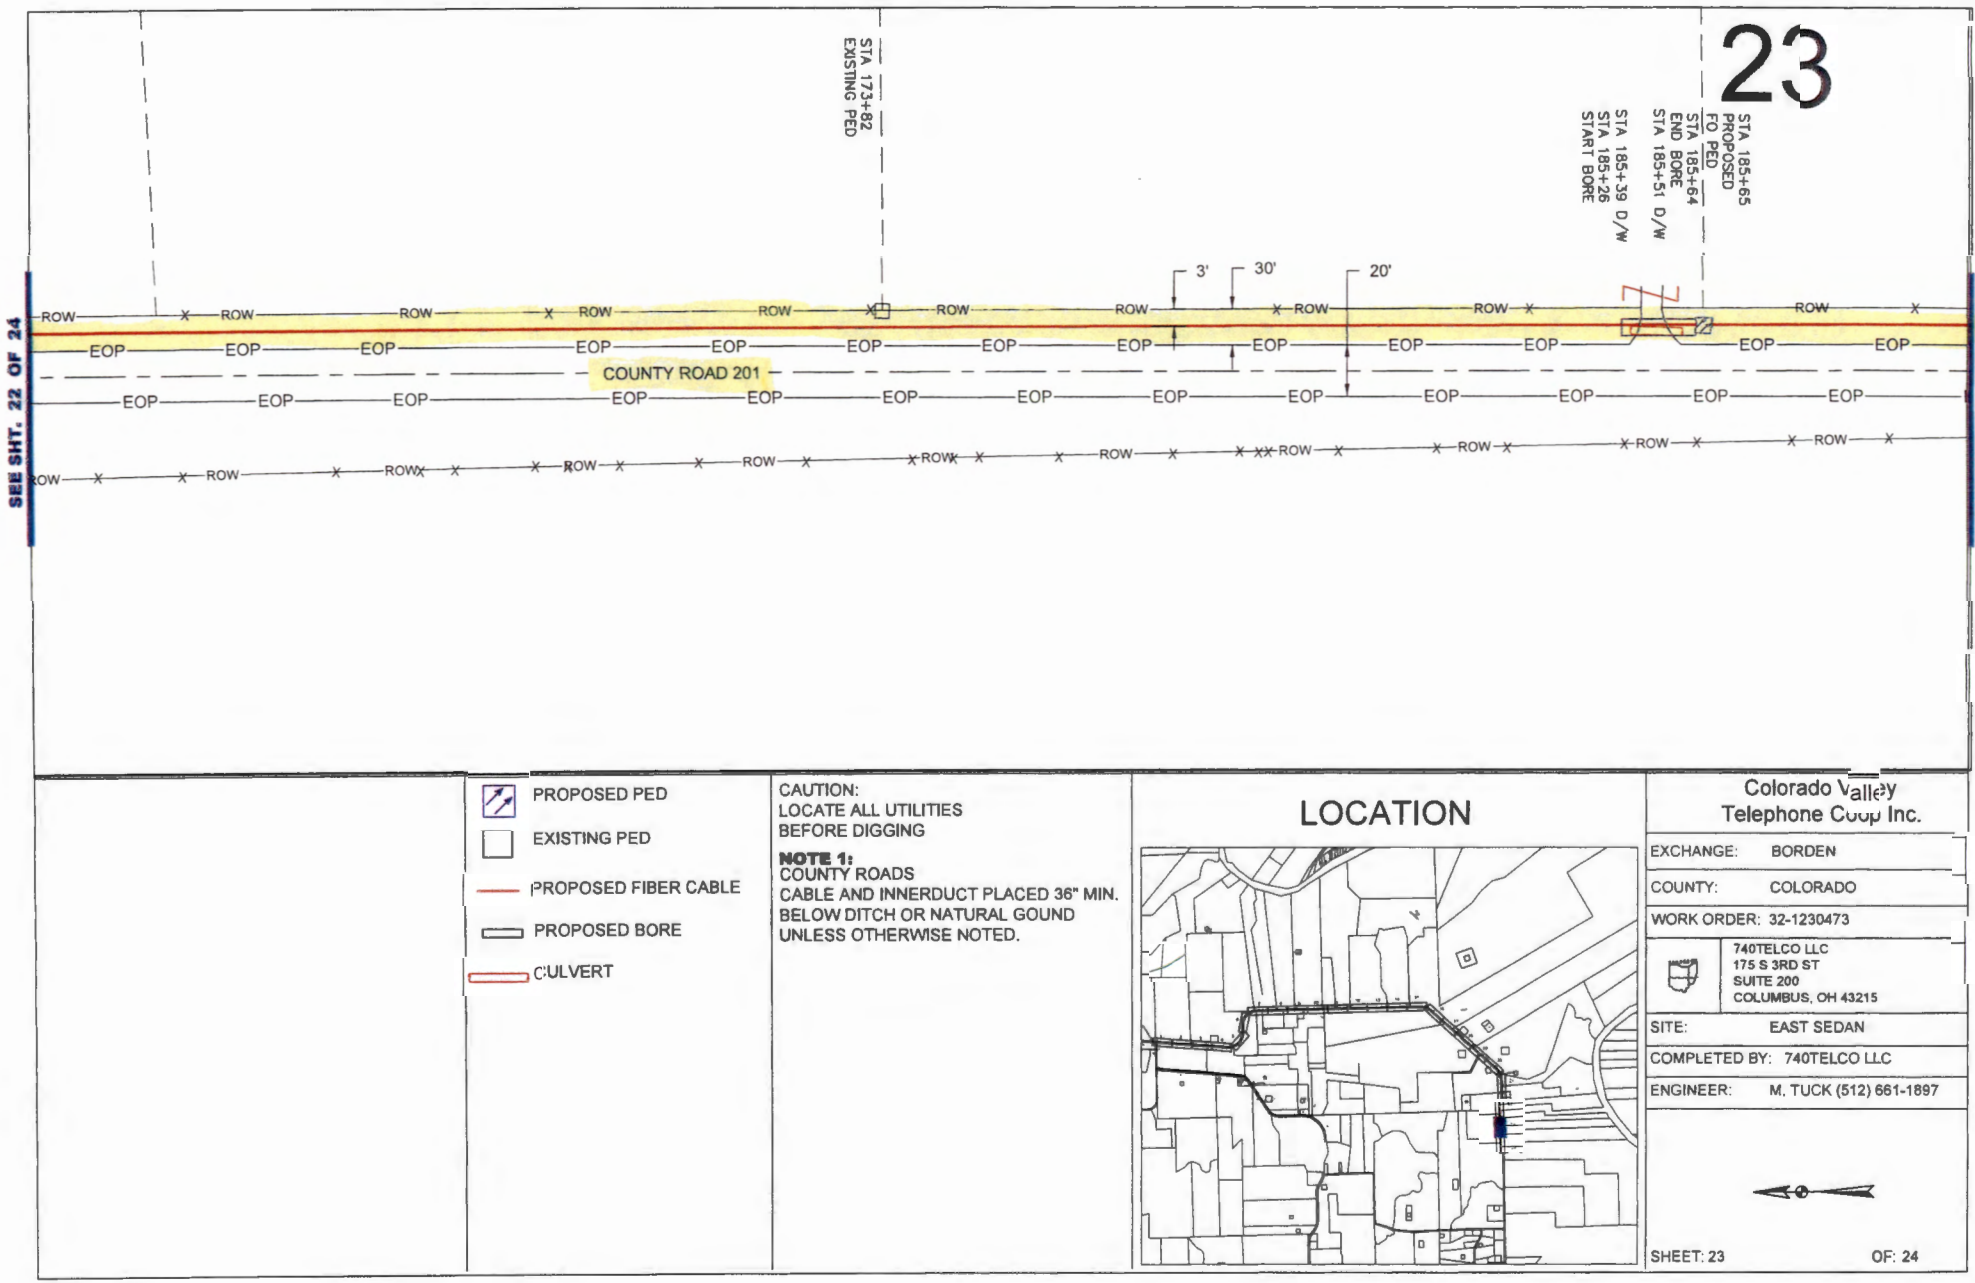 23
STA 173+82
EXISTING PED
STA 185+65
PROPOSED
FO PED
STA 185+64
END BORE
STA 185+51 D/W
STA 185+39 D/W
STA 185+26
START BORE
3' 30' 20'
ROW X ROW ROW X ROW ROW X ROW ROW X ROW ROW X ROW X
EOP EOP EOP EOP EOP EOP EOP EOP EOP EOP EOP EOP EOP
COUNTY ROAD 201
EOP EOP EOP EOP EOP EOP EOP EOP EOP EOP EOP EOP
ROW X X ROW X ROW X X X ROW X X ROW X X ROW X X X ROW X X XX ROW X X ROW X X ROW X X ROW X
SEE SHT. 22 OF 24
PROPOSED PED
EXISTING PED
PROPOSED FIBER CABLE
PROPOSED BORE
CULVERT
CAUTION:
LOCATE ALL UTILITIES
BEFORE DIGGING
NOTE 1:
COUNTY ROADS
CABLE AND INNERDUCT PLACED 36" MIN.
BELOW DITCH OR NATURAL GOUND
UNLESS OTHERWISE NOTED.
LOCATION
Colorado Valley
Telephone Coop Inc.
EXCHANGE: BORDEN
COUNTY: COLORADO
WORK ORDER: 32-1230473
740TELCO LLC
175 S 3RD ST
SUITE 200
COLUMBUS, OH 43215
SITE: EAST SEDAN
COMPLETED BY: 740TELCO LLC
ENGINEER: M. TUCK (512) 661-1897
SHEET: 23 OF: 24